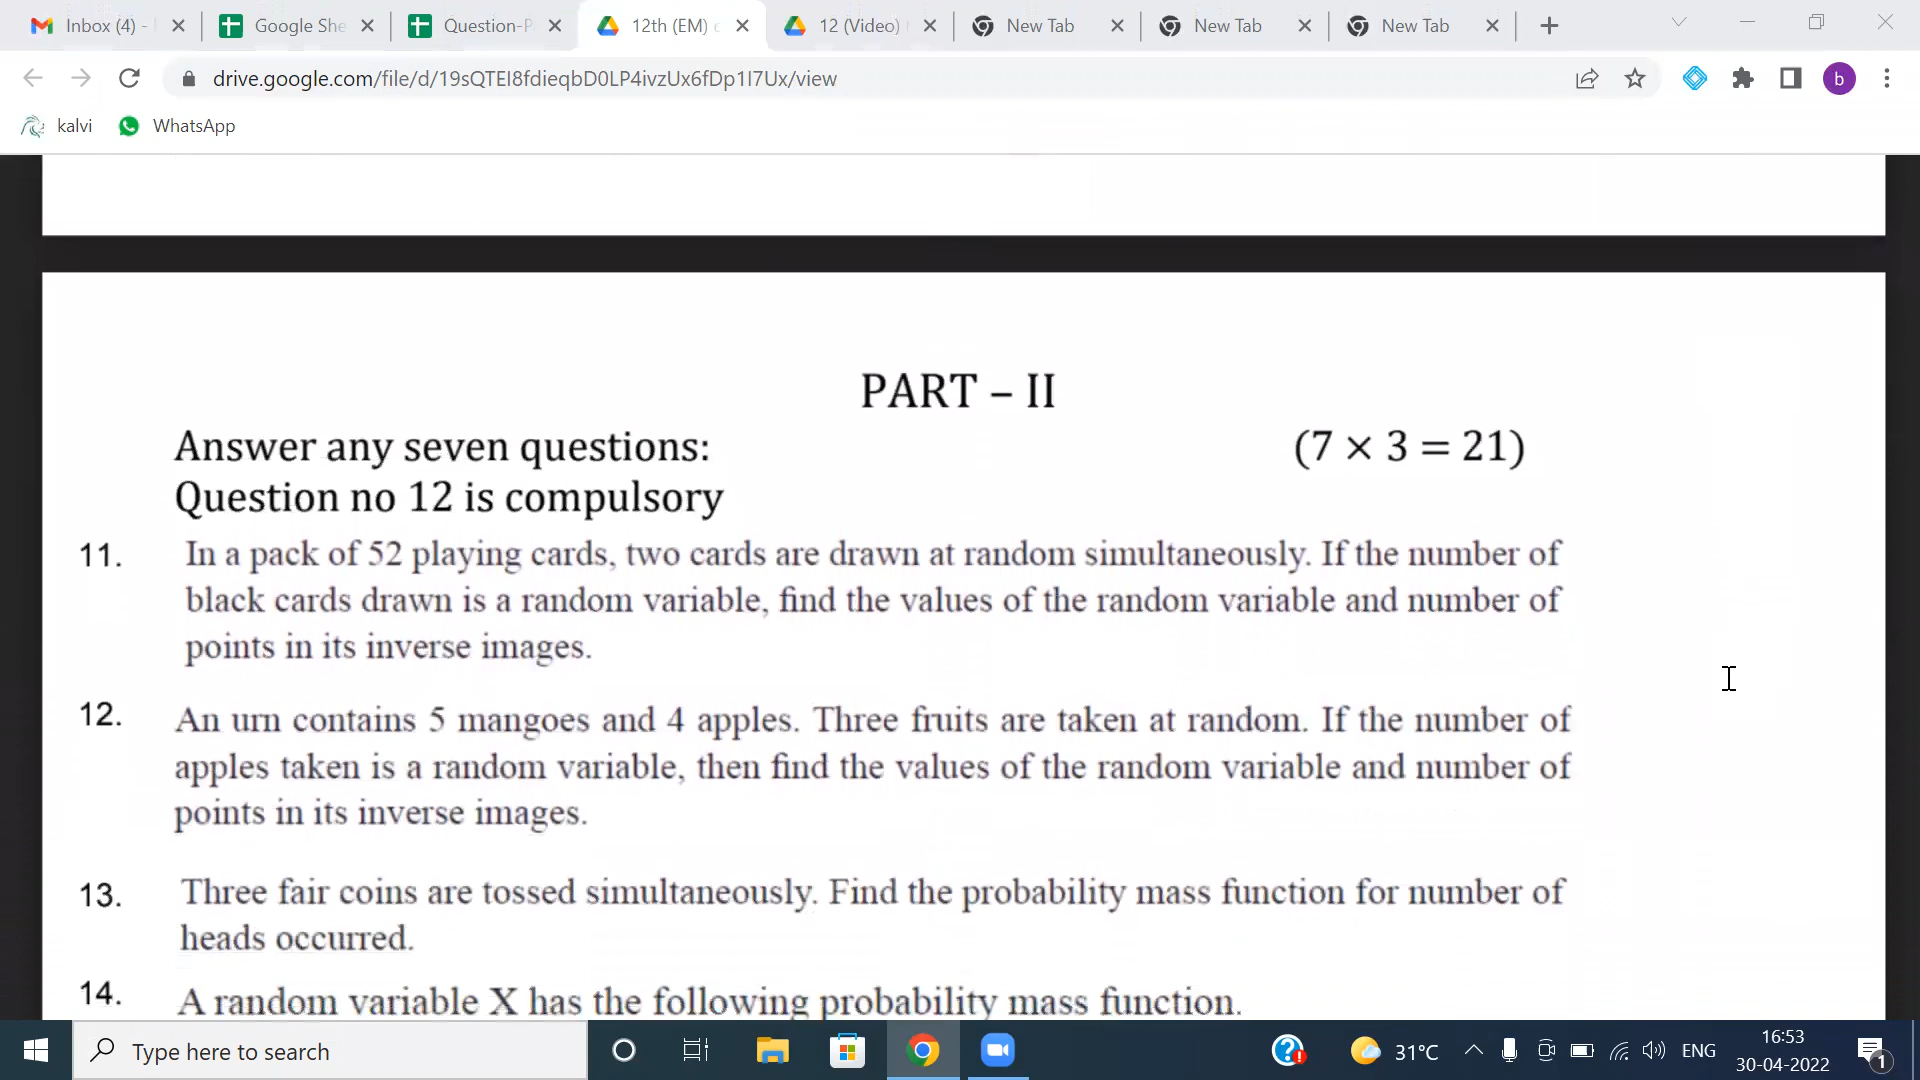 Inbox (4) -
Google She
Question-P
12th (EM)
12 (Video)
New Tab
New Tab
New Tab
drive.google.com/file/d/19sQTEI8fdieqbD0LP4ivzUx6fDp1I7Ux/view
b
kalvi
WhatsApp
PART – II
Answer any seven questions: (7 × 3 = 21)
Question no 12 is compulsory
11. In a pack of 52 playing cards, two cards are drawn at random simultaneously. If the number of
black cards drawn is a random variable, find the values of the random variable and number of
points in its inverse images.
12. An urn contains 5 mangoes and 4 apples. Three fruits are taken at random. If the number of
apples taken is a random variable, then find the values of the random variable and number of
points in its inverse images.
13. Three fair coins are tossed simultaneously. Find the probability mass function for number of
heads occurred.
14. A random variable X has the following probability mass function.
Type here to search
31°C
ENG
16:53
30-04-2022
1